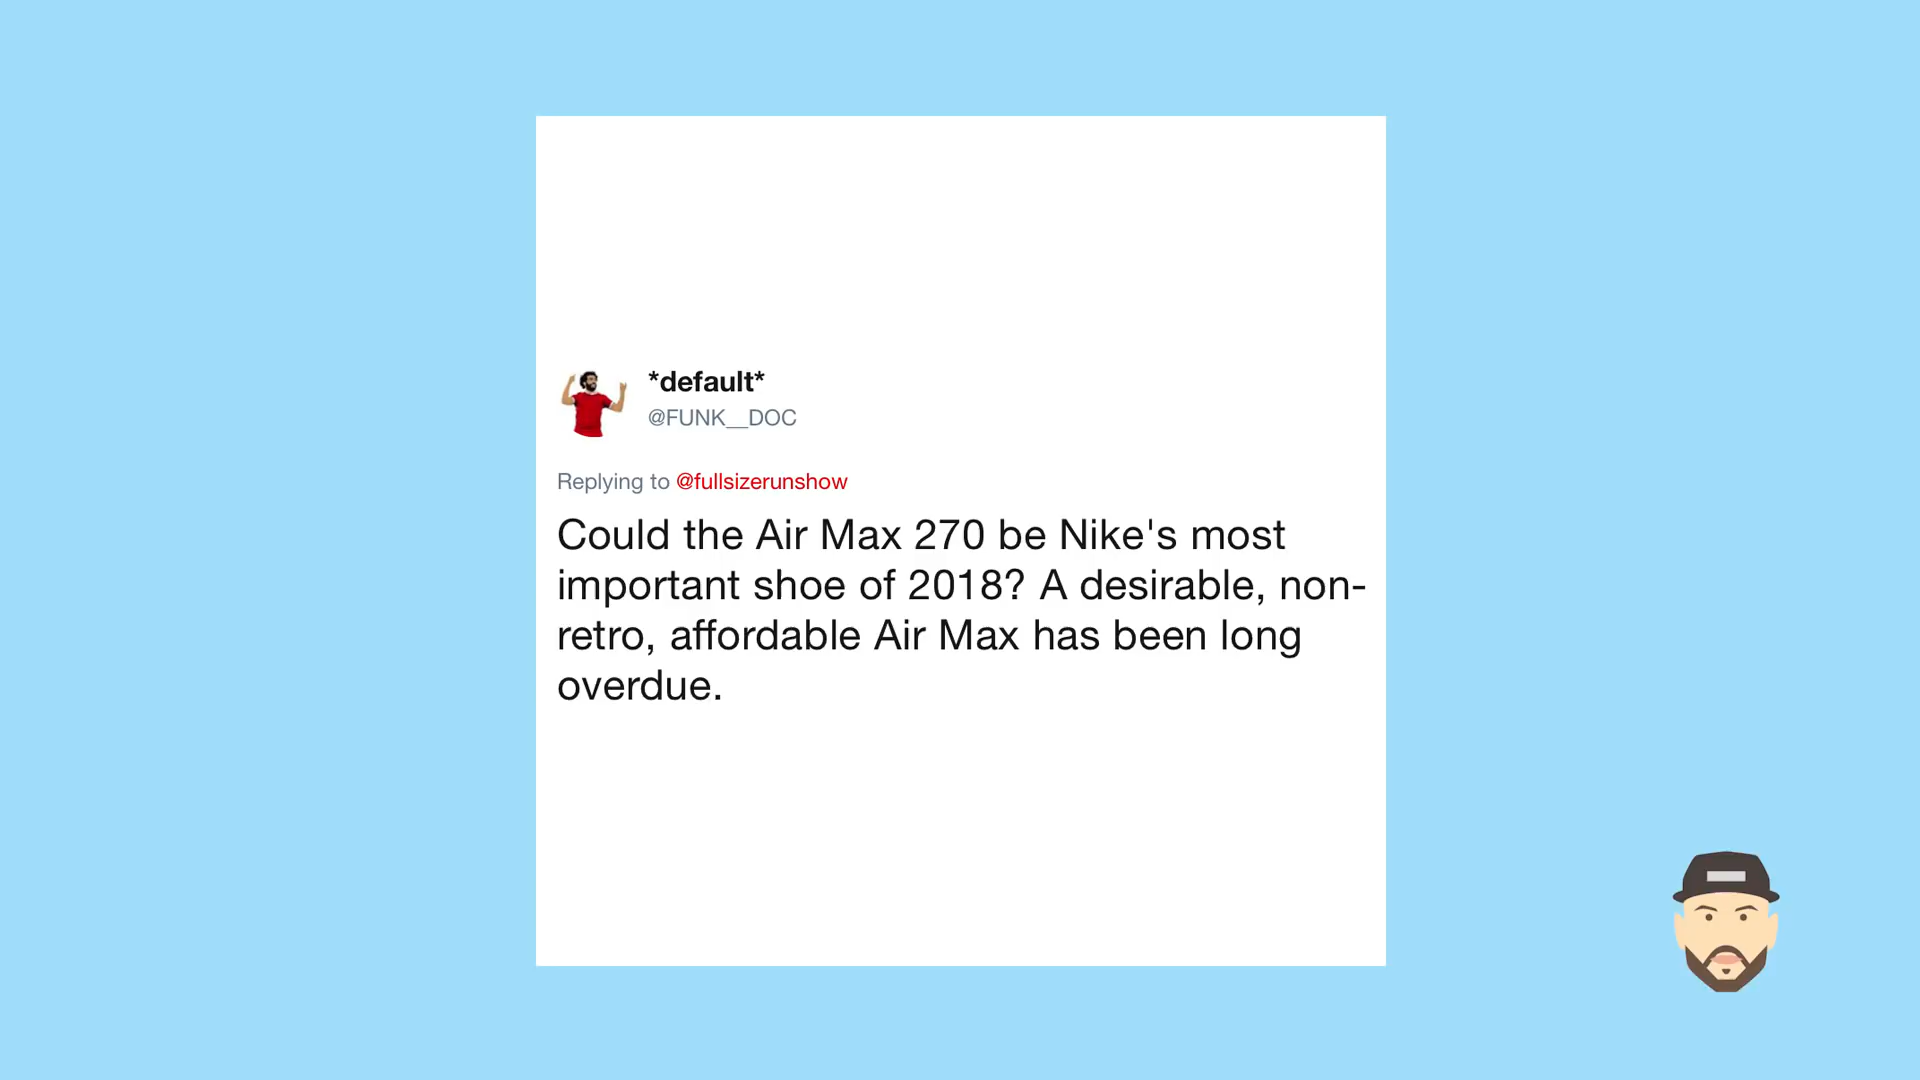 *default*
@FUNK__DOC
Replying to @fullsizerunshow
Could the Air Max 270 be Nike's most
important shoe of 2018? A desirable, non-
retro, affordable Air Max has been long
overdue.